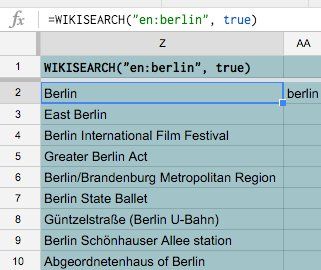 fx =WIKISEARCH("en:berlin", true)
Z AA
1 WIKISEARCH("en:berlin", true)
2 Berlin berlin
3 East Berlin
4 Berlin International Film Festival
5 Greater Berlin Act
6 Berlin/Brandenburg Metropolitan Region
7 Berlin State Ballet
8 Güntzelstraße (Berlin U-Bahn)
9 Berlin Schönhauser Allee station
10 Abgeordnetenhaus of Berlin